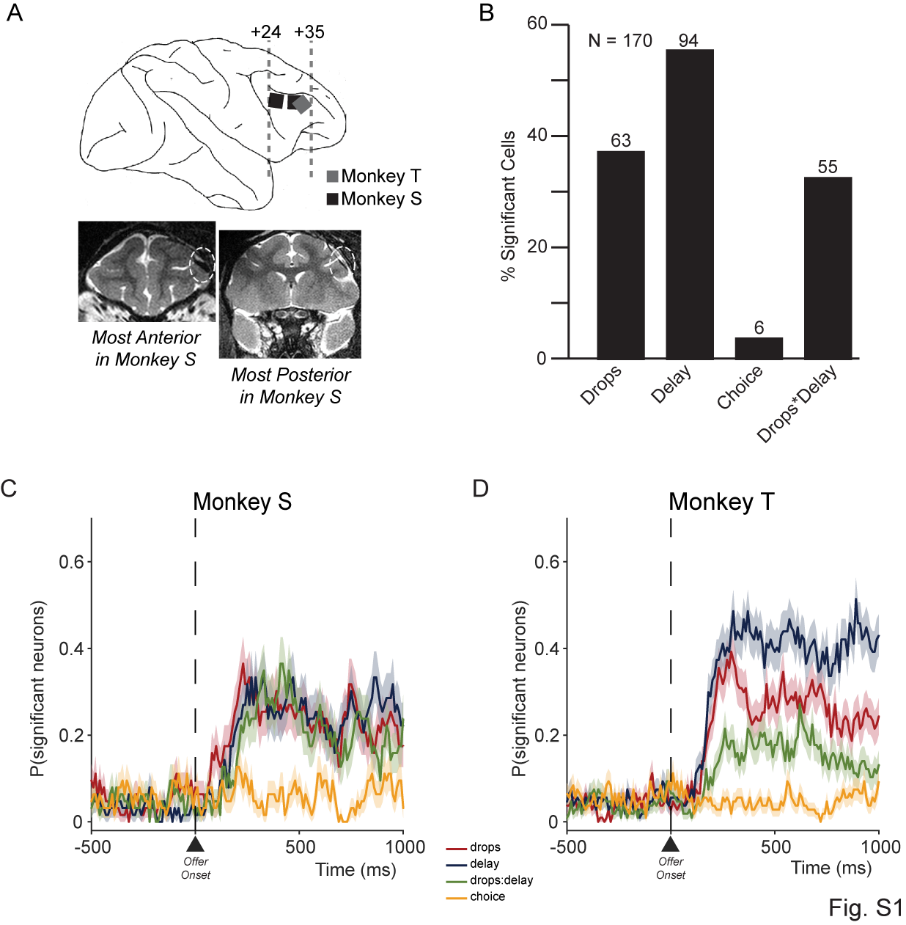 A
+24 +35
Monkey T
Monkey S
Most Anterior
in Monkey S
Most Posterior
in Monkey S
B
N = 170
% Significant Cells
60
40
20
0
63
94
6
55
Drops
Delay
Choice
Drops*Delay
C
Monkey S
P(significant neurons)
0.6
0.4
0.2
0
-500
500
1000
Offer
Onset
Time (ms)
drops
delay
drops:delay
choice
D
Monkey T
P(significant neurons)
0.6
0.4
0.2
0
-500
500
1000
Offer
Onset
Time (ms)
Fig. S1